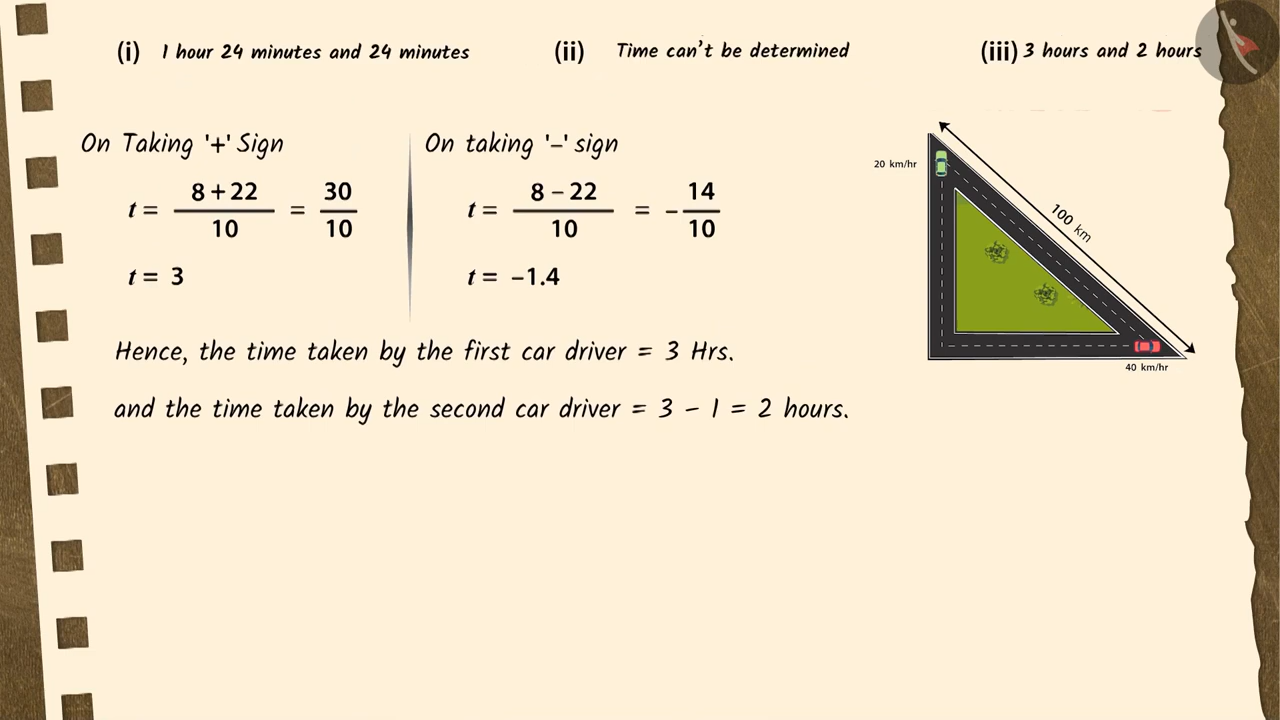 (i) 1 hour 24 minutes and 24 minutes (ii) Time can't be determined (iii) 3 hours and 2 hours
On Taking '+' Sign
t = 8 + 22 / 10 = 30 / 10
t = 3
On taking '–' sign
t = 8 – 22 / 10 = – 14 / 10
t = –1.4
Hence, the time taken by the first car driver = 3 Hrs.
and the time taken by the second car driver = 3 – 1 = 2 hours.
20 km/hr
100 km
40 km/hr